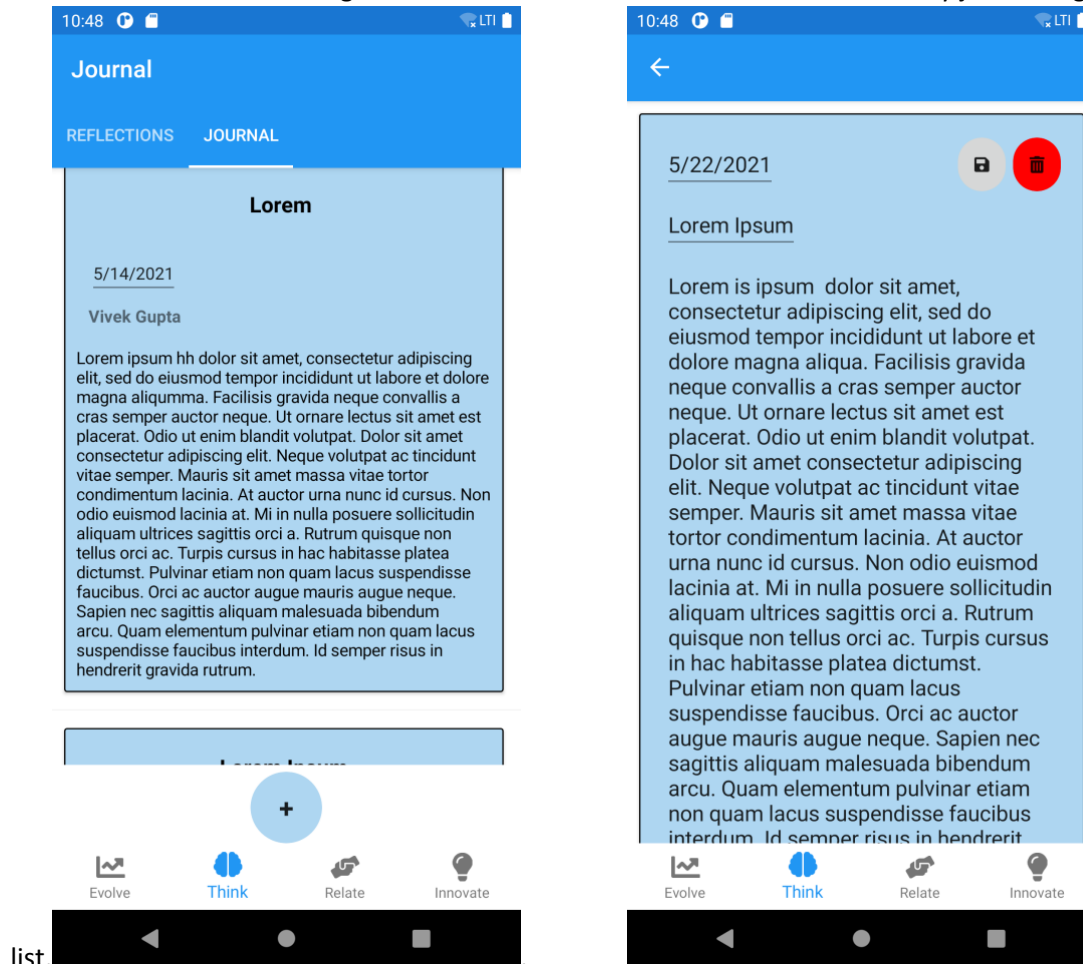 10:48
LTI
Journal
REFLECTIONS JOURNAL
Lorem
5/14/2021
Vivek Gupta
Lorem ipsum hh dolor sit amet, consectetur adipiscing
elit, sed do eiusmod tempor incididunt ut labore et dolore
magna aliqumma. Facilisis gravida neque convallis a
cras semper auctor neque. Ut ornare lectus sit amet est
placerat. Odio ut enim blandit volutpat. Dolor sit amet
consectetur adipiscing elit. Neque volutpat ac tincidunt
vitae semper. Mauris sit amet massa vitae tortor
condimentum lacinia. At auctor urna nunc id cursus. Non
odio euismod lacinia at. Mi in nulla posuere sollicitudin
aliquam ultrices sagittis orci a. Rutrum quisque non
tellus orci ac. Turpis cursus in hac habitasse platea
dictumst. Pulvinar etiam non quam lacus suspendisse
faucibus. Orci ac auctor augue mauris augue neque.
Sapien nec sagittis aliquam malesuada bibendum
arcu. Quam elementum pulvinar etiam non quam lacus
suspendisse faucibus interdum. Id semper risus in
hendrerit gravida rutrum.
Lorem Ipsum
+
Evolve Think Relate Innovate
list.
10:48
LTI
5/22/2021
Lorem Ipsum
Lorem is ipsum dolor sit amet,
consectetur adipiscing elit, sed do
eiusmod tempor incididunt ut labore et
dolore magna aliqua. Facilisis gravida
neque convallis a cras semper auctor
neque. Ut ornare lectus sit amet est
placerat. Odio ut enim blandit volutpat.
Dolor sit amet consectetur adipiscing
elit. Neque volutpat ac tincidunt vitae
semper. Mauris sit amet massa vitae
tortor condimentum lacinia. At auctor
urna nunc id cursus. Non odio euismod
lacinia at. Mi in nulla posuere sollicitudin
aliquam ultrices sagittis orci a. Rutrum
quisque non tellus orci ac. Turpis cursus
in hac habitasse platea dictumst.
Pulvinar etiam non quam lacus
suspendisse faucibus. Orci ac auctor
augue mauris augue neque. Sapien nec
sagittis aliquam malesuada bibendum
arcu. Quam elementum pulvinar etiam
non quam lacus suspendisse faucibus
interdum. Id semper risus in hendrerit
Evolve Think Relate Innovate